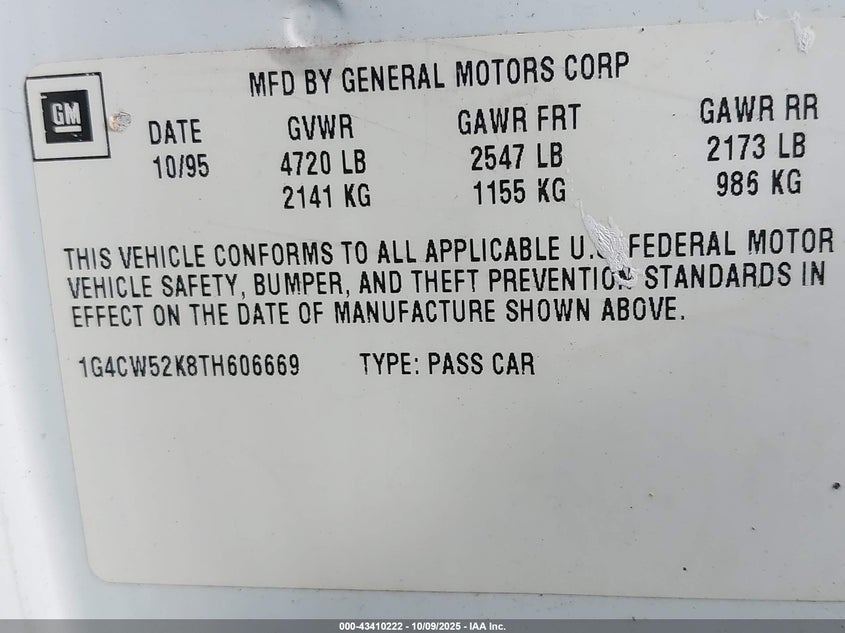 MFD BY GENERAL MOTORS CORP
GM
DATE GVWR GAWR FRT GAWR RR
10/95 4720 LB 2547 LB 2173 LB
2141 KG 1155 KG 986 KG
THIS VEHICLE CONFORMS TO ALL APPLICABLE U.S. FEDERAL MOTOR
VEHICLE SAFETY, BUMPER, AND THEFT PREVENTION STANDARDS IN
EFFECT ON THE DATE OF MANUFACTURE SHOWN ABOVE.
1G4CW52K8TH606669 TYPE: PASS CAR
000-43410222 - 10/09/2025 - IAA Inc.